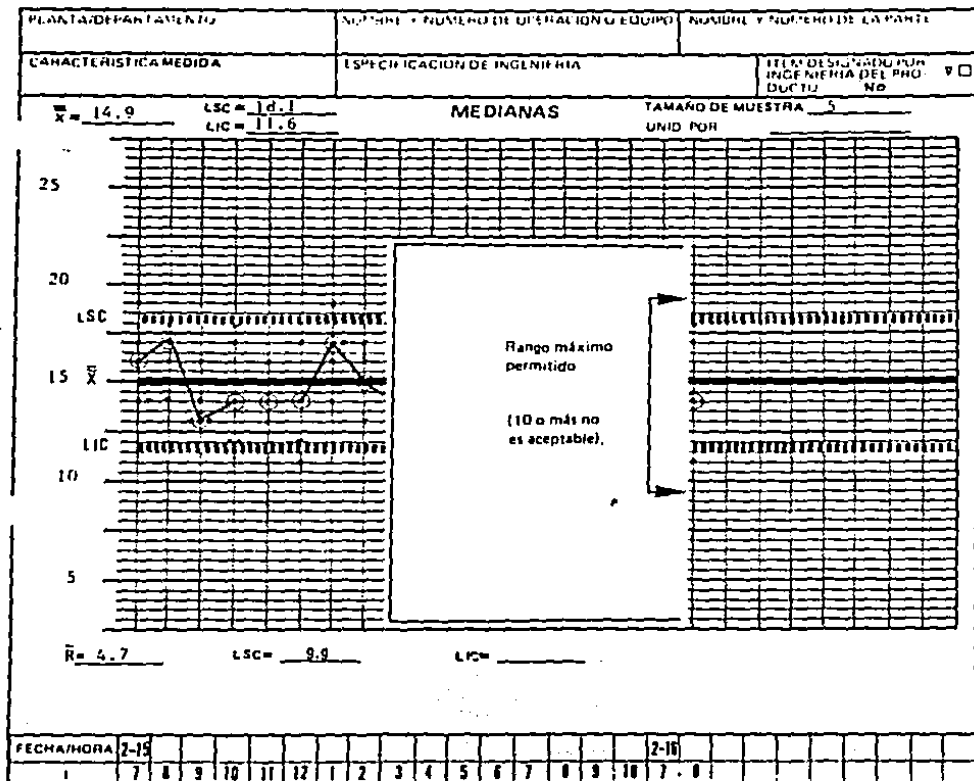 PLANTA/DEPARTAMENTO
NOMBRE Y NUMERO DE OPERACION O EQUIPO
NOMBRE Y NUMERO DE LA PARTE
CARACTERISTICA MEDIDA
ESPECIFICACION DE INGENIERIA
ITEM DESIGNADO POR
INGENIERIA DEL PRO-
DUCTO No
x̿ = 14.9
LSC = 18.1
LIC = 11.6
MEDIANAS
TAMAÑO DE MUESTRA 5
UNID POR
25
20
LSC
15 x̿
LIC
10
5
Rango máximo
permitido
(10 o más no
es aceptable).
R̄= 4.7 LSC= 9.9 LIC=
FECHA/HORA 2-15 2-16
7 8 9 10 11 12 1 2 3 4 5 6 7 8 9 10 7 8